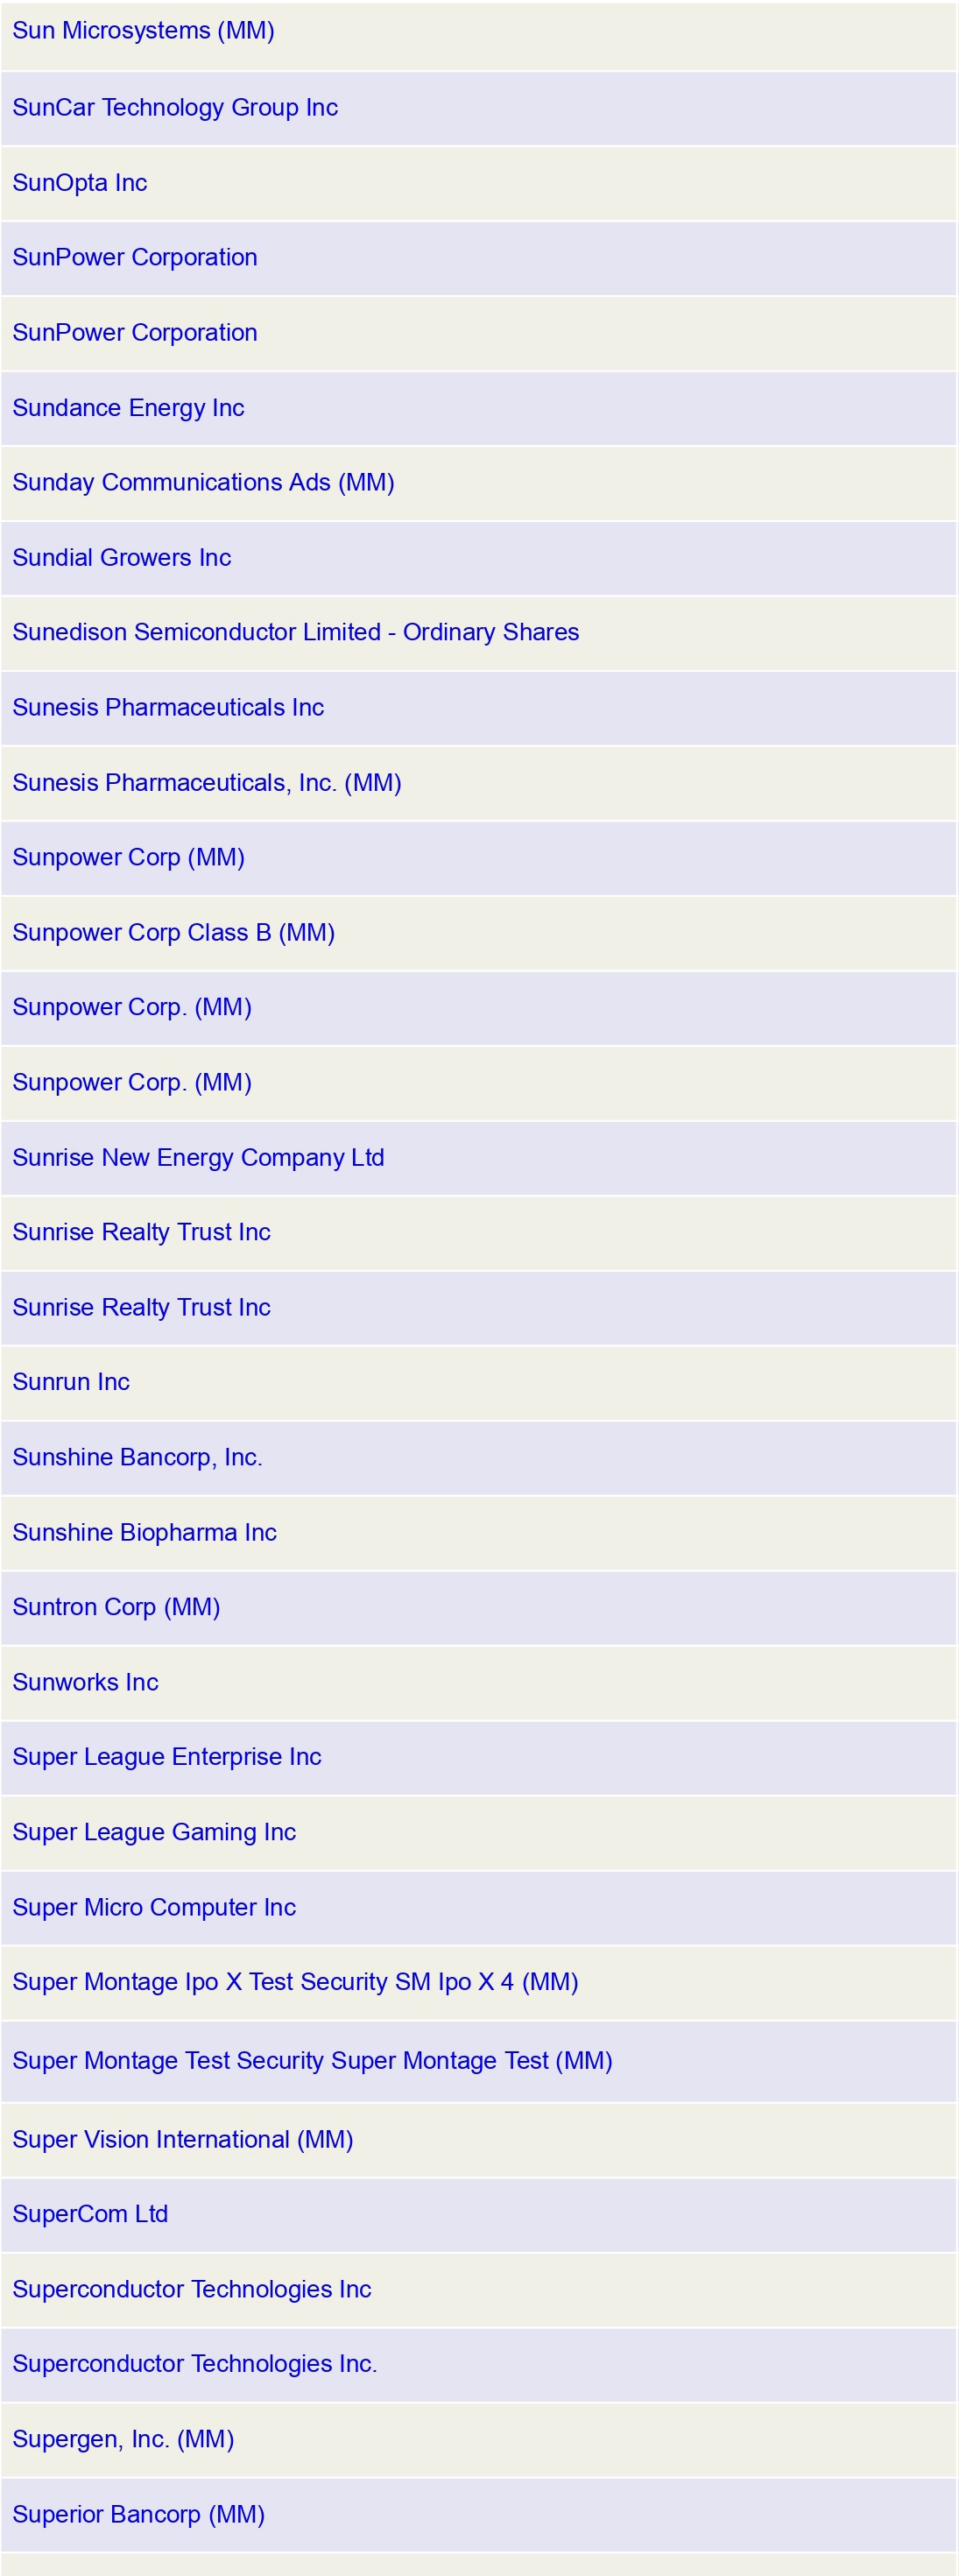 Sun Microsystems (MM)
SunCar Technology Group Inc
SunOpta Inc
SunPower Corporation
SunPower Corporation
Sundance Energy Inc
Sunday Communications Ads (MM)
Sundial Growers Inc
Sunedison Semiconductor Limited - Ordinary Shares
Sunesis Pharmaceuticals Inc
Sunesis Pharmaceuticals, Inc. (MM)
Sunpower Corp (MM)
Sunpower Corp Class B (MM)
Sunpower Corp. (MM)
Sunpower Corp. (MM)
Sunrise New Energy Company Ltd
Sunrise Realty Trust Inc
Sunrise Realty Trust Inc
Sunrun Inc
Sunshine Bancorp, Inc.
Sunshine Biopharma Inc
Suntron Corp (MM)
Sunworks Inc
Super League Enterprise Inc
Super League Gaming Inc
Super Micro Computer Inc
Super Montage Ipo X Test Security SM Ipo X 4 (MM)
Super Montage Test Security Super Montage Test (MM)
Super Vision International (MM)
SuperCom Ltd
Superconductor Technologies Inc
Superconductor Technologies Inc.
Supergen, Inc. (MM)
Superior Bancorp (MM)